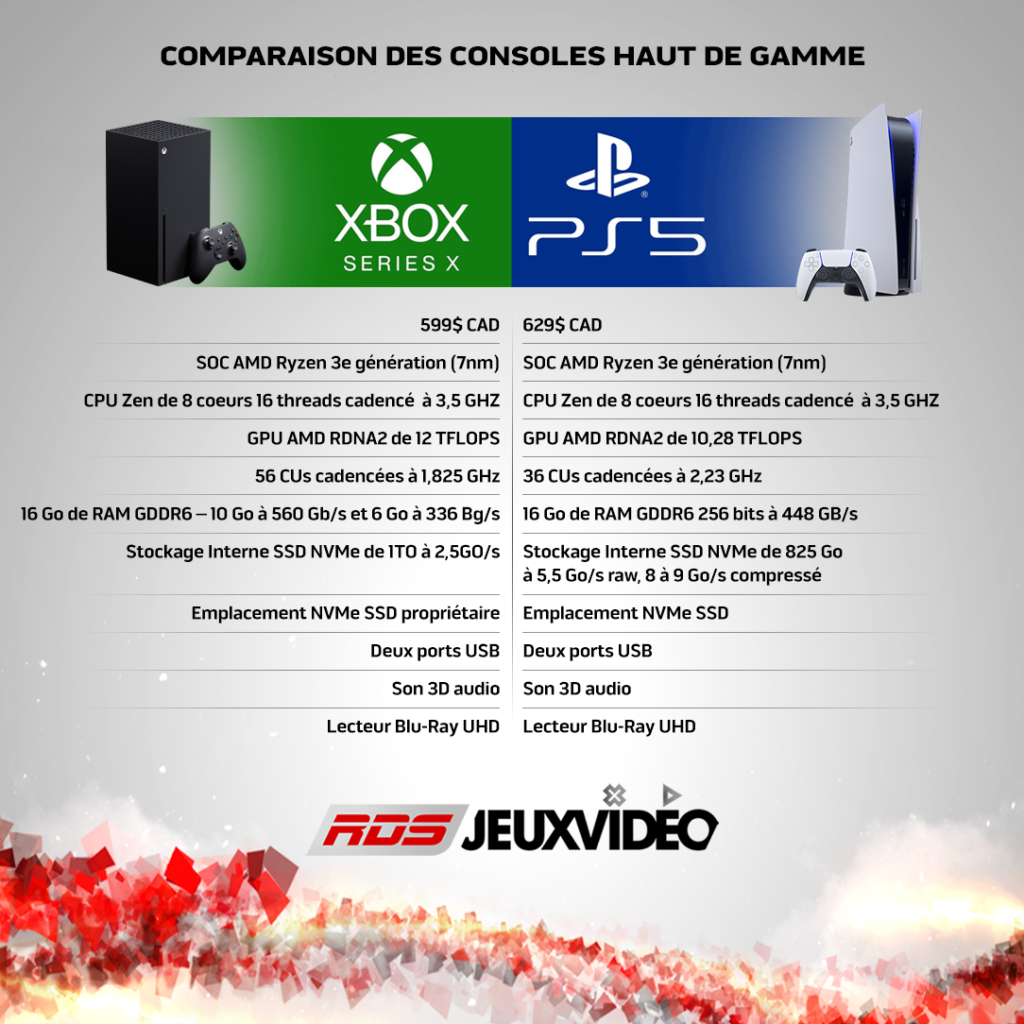 COMPARAISON DES CONSOLES HAUT DE GAMME
XBOX
SERIES X
PS5
599$ CAD
629$ CAD
SOC AMD Ryzen 3e génération (7nm)
SOC AMD Ryzen 3e génération (7nm)
CPU Zen de 8 coeurs 16 threads cadencé à 3,5 GHZ
CPU Zen de 8 coeurs 16 threads cadencé à 3,5 GHZ
GPU AMD RDNA2 de 12 TFLOPS
GPU AMD RDNA2 de 10,28 TFLOPS
56 CUs cadencées à 1,825 GHz
36 CUs cadencées à 2,23 GHz
16 Go de RAM GDDR6 – 10 Go à 560 Gb/s et 6 Go à 336 Bg/s
16 Go de RAM GDDR6 256 bits à 448 GB/s
Stockage Interne SSD NVMe de 1TO à 2,5GO/s
Stockage Interne SSD NVMe de 825 Go
à 5,5 Go/s raw, 8 à 9 Go/s compressé
Emplacement NVMe SSD propriétaire
Emplacement NVMe SSD
Deux ports USB
Deux ports USB
Son 3D audio
Son 3D audio
Lecteur Blu-Ray UHD
Lecteur Blu-Ray UHD
RDS JEUXVIDÉO